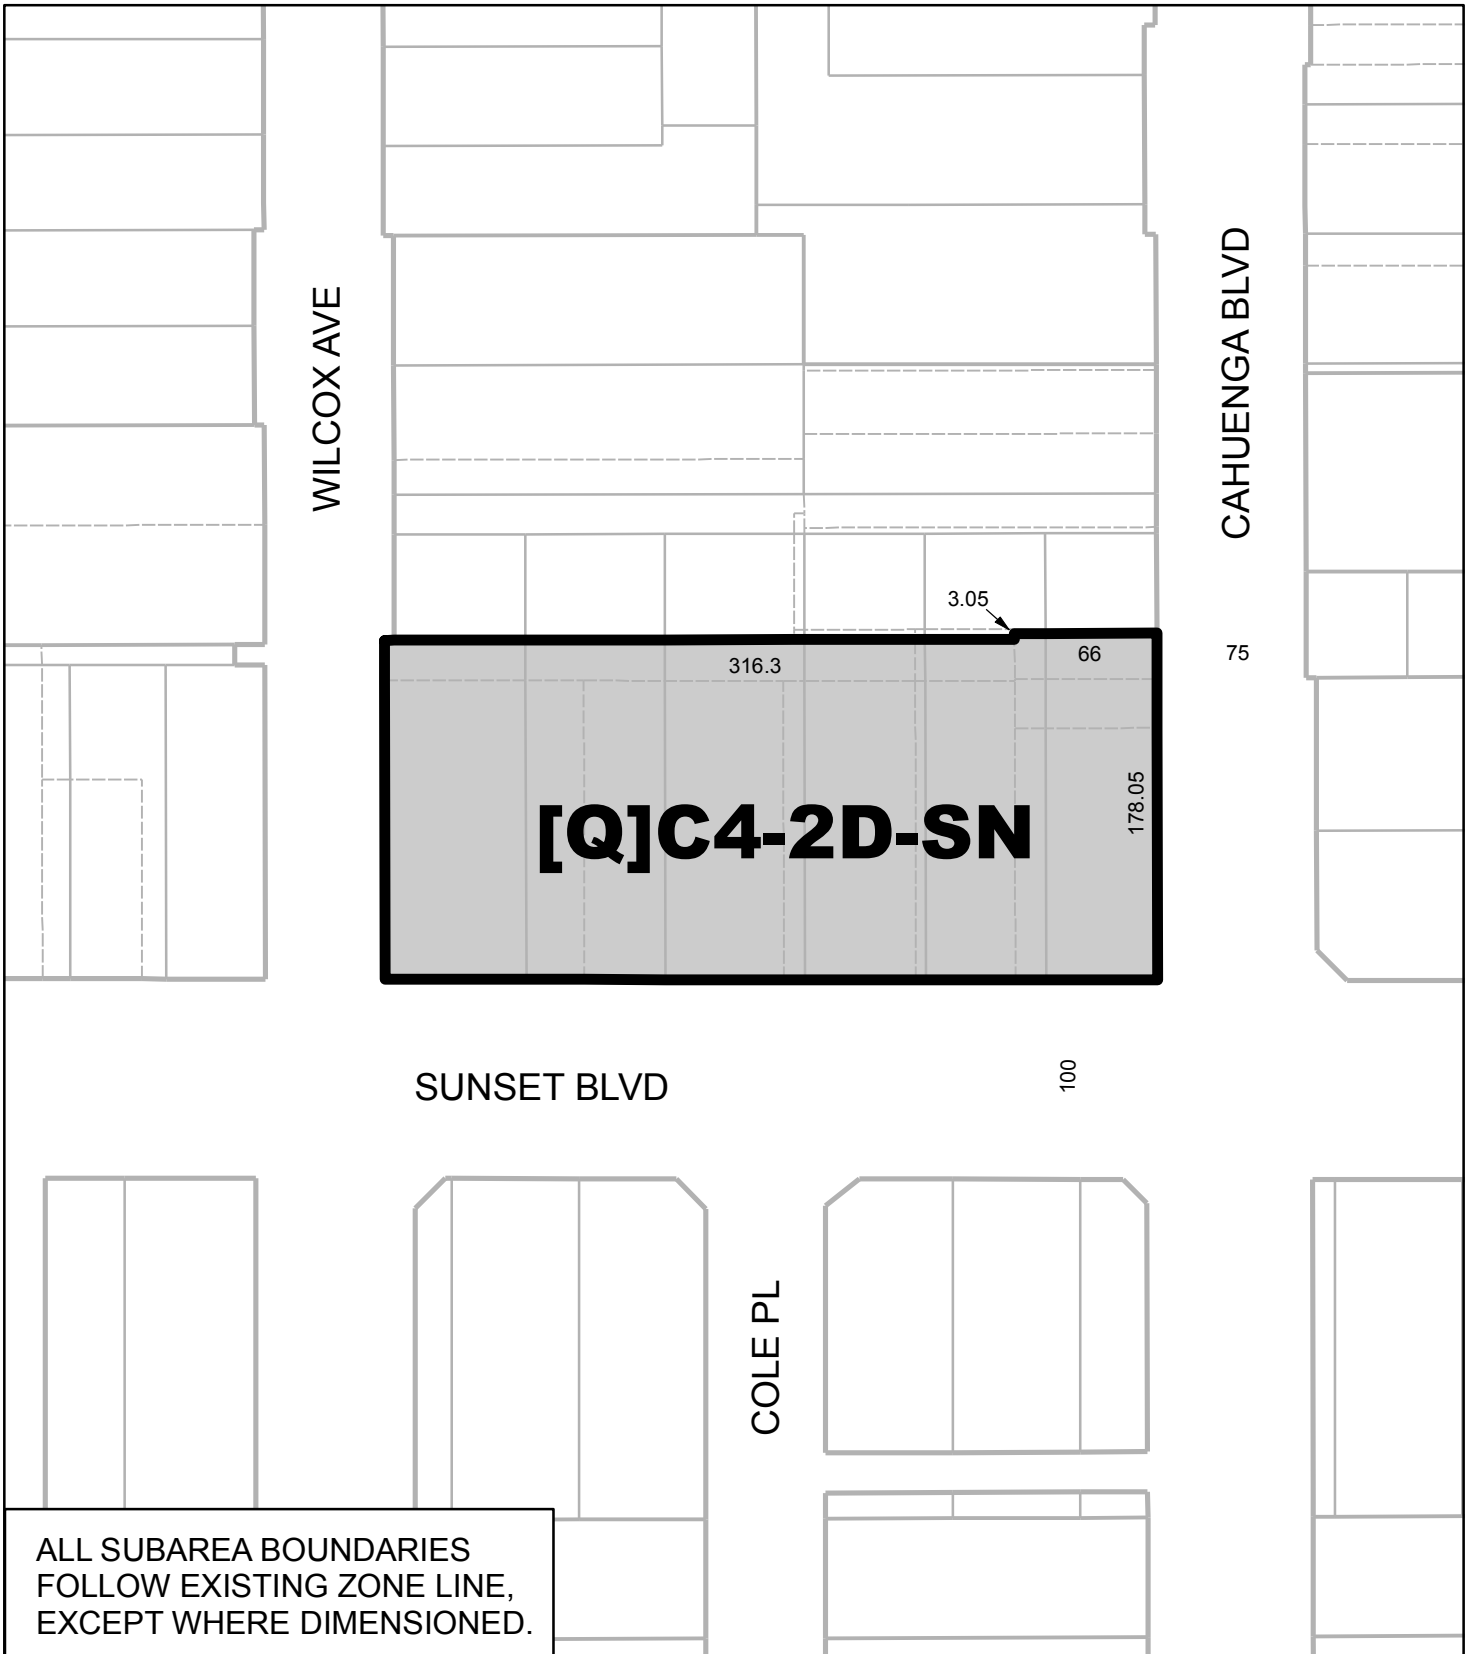 WILCOX AVE
CAHUENGA BLVD
3.05
316.3
66
75
178.05
[Q]C4-2D-SN
SUNSET BLVD
100
COLE PL
ALL SUBAREA BOUNDARIES
FOLLOW EXISTING ZONE LINE,
EXCEPT WHERE DIMENSIONED.